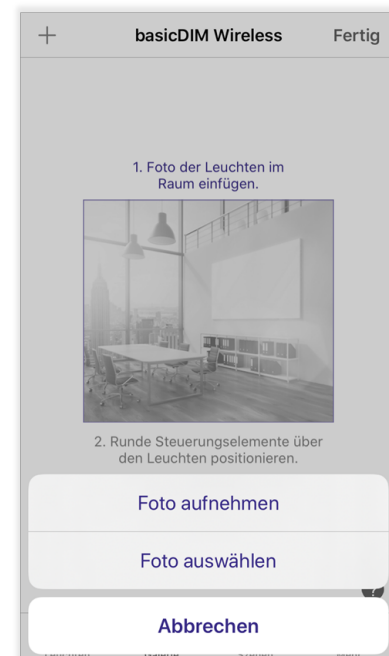 basicDIM Wireless
Fertig
1. Foto der Leuchten im
Raum einfügen.
2. Runde Steuerungselemente über
den Leuchten positionieren.
Foto aufnehmen
Foto auswählen
?
Abbrechen